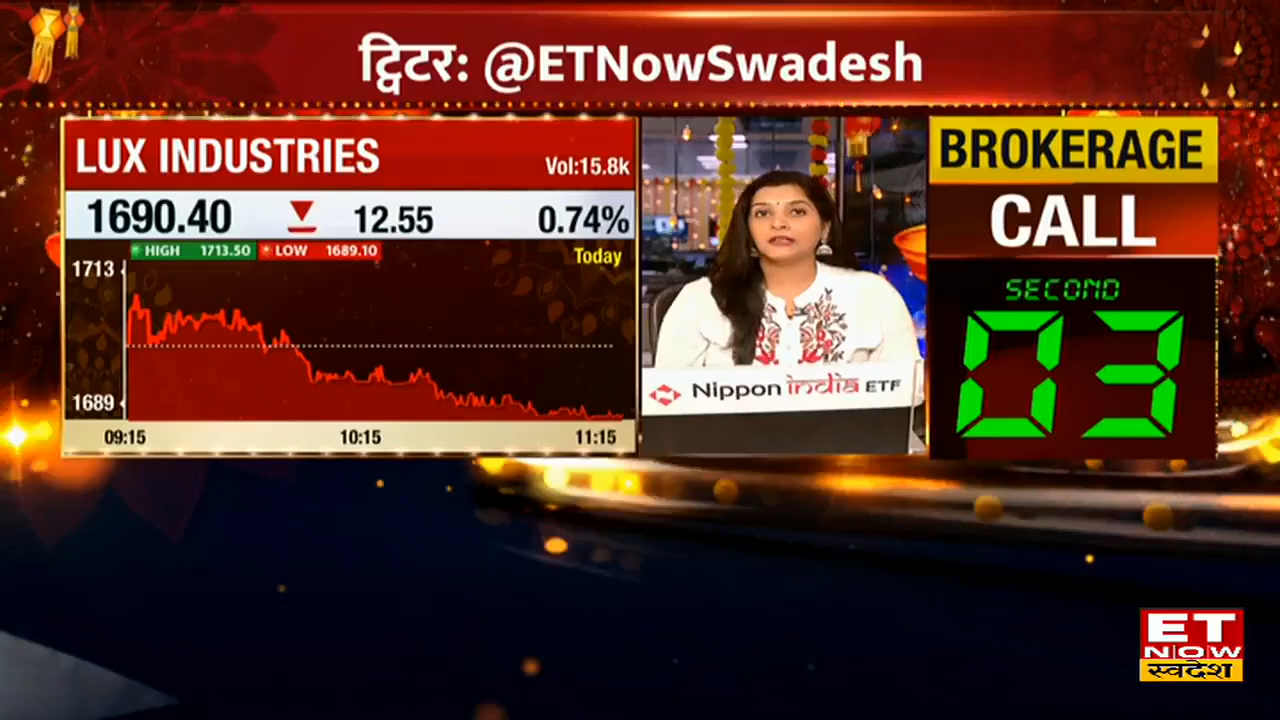 ट्विटर: @ETNowSwadesh
LUX INDUSTRIES
Vol:15.8k
1690.40 12.55 0.74%
HIGH 1713.50 LOW 1689.10
Today
1713
1689
09:15 10:15 11:15
Nippon india ETF
BROKERAGE
CALL
SECOND
03
ET
NOW
स्वदेश